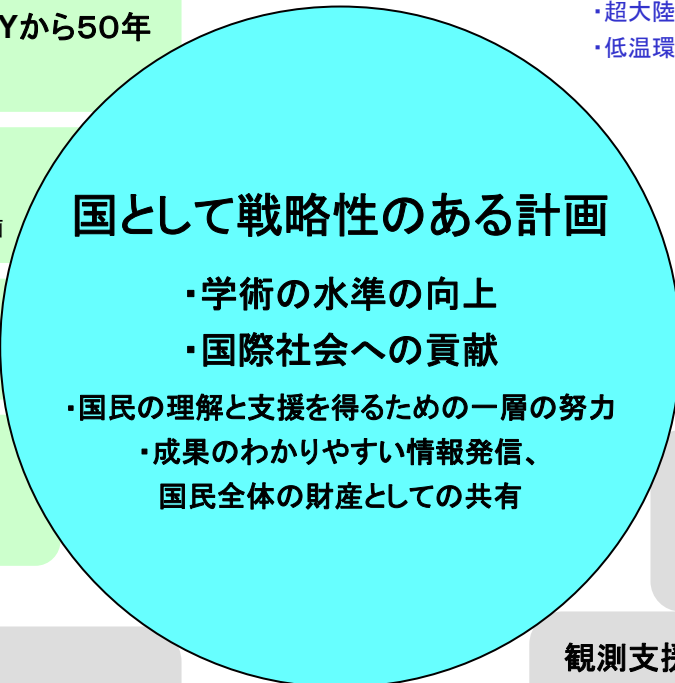 Yから50年
・超大陸
・低温環
国として戦略性のある計画
・学術の水準の向上
・国際社会への貢献
・国民の理解と支援を得るための一層の努力
・成果のわかりやすい情報発信、
国民全体の財産としての共有
観測支援